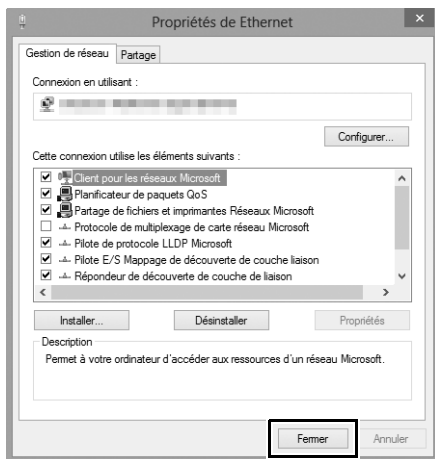 Propriétés de Ethernet
Gestion de réseau Partage
Connexion en utilisant :
Configurer...
Cette connexion utilise les éléments suivants :
Client pour les réseaux Microsoft
Planificateur de paquets QoS
Partage de fichiers et imprimantes Réseaux Microsoft
Protocole de multiplexage de carte réseau Microsoft
Pilote de protocole LLDP Microsoft
Pilote E/S Mappage de découverte de couche liaison
Répondeur de découverte de couche de liaison
Installer... Désinstaller Propriétés
Description
Permet à votre ordinateur d'accéder aux ressources d'un réseau Microsoft.
Fermer Annuler